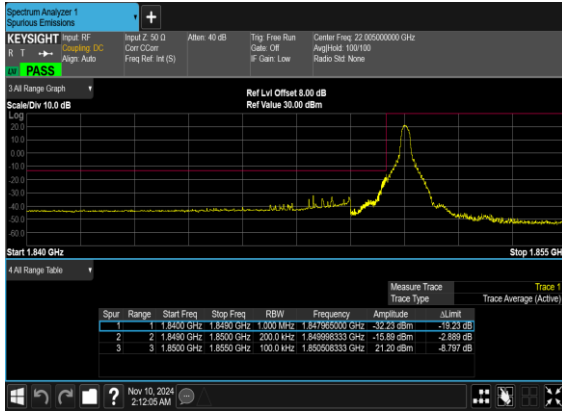 Spectrum Analyzer 1
Spurious Emissions
+
KEYSIGHT Input: RF Input Z: 50 Ω Atten: 40 dB Trig: Free Run Center Freq: 22.005000000 GHz
R T Coupling: DC Corr CCorr Gate: Off Avg|Hold: 100/100
Align: Auto Freq Ref: Int (S) IF Gain: Low Radio Std: None
PASS
3 All Range Graph
Ref Lvl Offset 8.00 dB
Scale/Div 10.0 dB Ref Value 30.00 dBm
Log
20.0
10.0
0.00
-10.0
-20.0
-30.0
-40.0
-50.0
-60.0
Start 1.840 GHz Stop 1.855 GH
4 All Range Table
Measure Trace Trace 1
Trace Type Trace Average (Active)
Spur Range Start Freq Stop Freq RBW Frequency Amplitude ΔLimit
1 1 1.8400 GHz 1.8490 GHz 1.000 MHz 1.847965000 GHz -32.23 dBm -19.23 dB
2 2 1.8490 GHz 1.8500 GHz 200.0 kHz 1.849998333 GHz -15.89 dBm -2.889 dB
3 3 1.8500 GHz 1.8550 GHz 100.0 kHz 1.850508333 GHz 21.20 dBm -8.797 dB
? Nov 10, 2024
2:12:05 AM